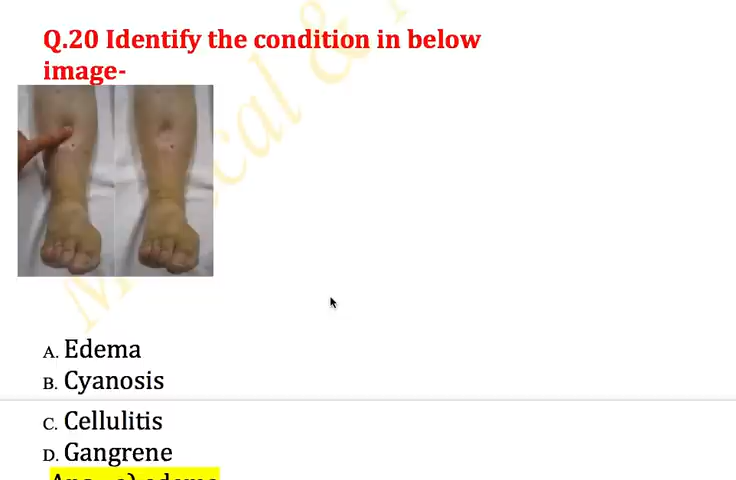 Q.20 Identify the condition in below
image-
A. Edema
B. Cyanosis
C. Cellulitis
D. Gangrene